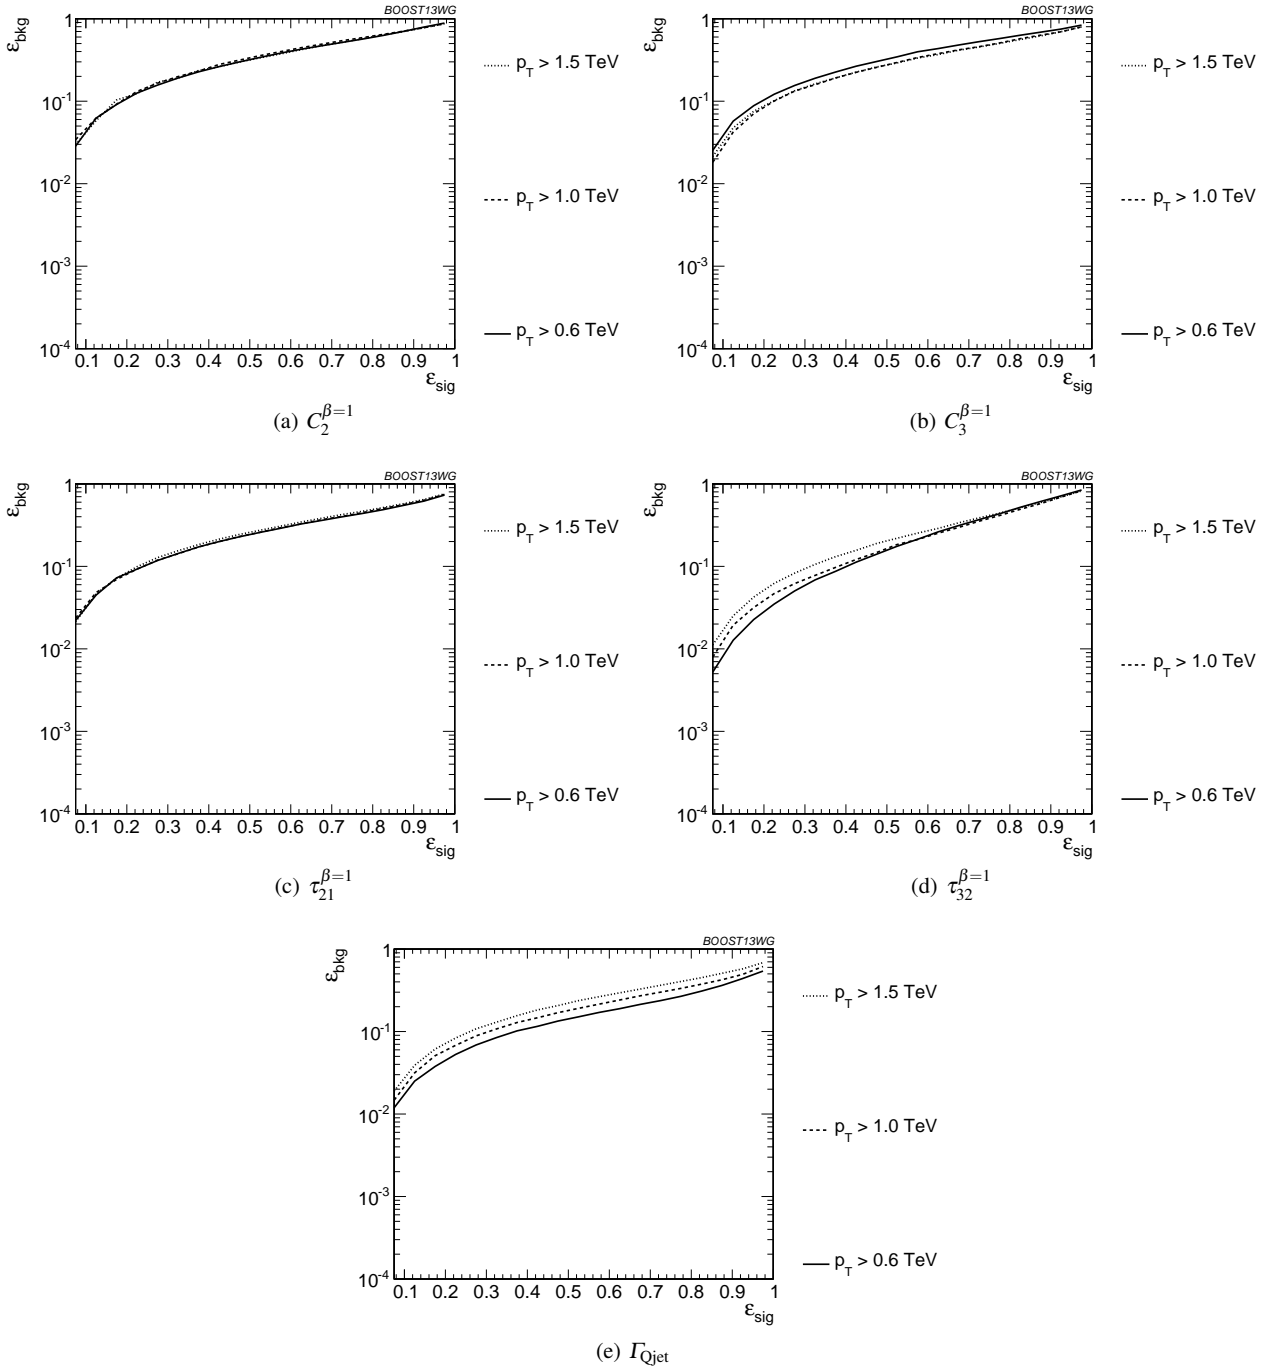 BOOST13WG
ε_bkg
1
10^-1
10^-2
10^-3
10^-4
0.1 0.2 0.3 0.4 0.5 0.6 0.7 0.8 0.9 1
ε_sig
p_T > 1.5 TeV
p_T > 1.0 TeV
p_T > 0.6 TeV
(a) C_2^{β=1}
BOOST13WG
ε_bkg
1
10^-1
10^-2
10^-3
10^-4
0.1 0.2 0.3 0.4 0.5 0.6 0.7 0.8 0.9 1
ε_sig
p_T > 1.5 TeV
p_T > 1.0 TeV
p_T > 0.6 TeV
(b) C_3^{β=1}
BOOST13WG
ε_bkg
1
10^-1
10^-2
10^-3
10^-4
0.1 0.2 0.3 0.4 0.5 0.6 0.7 0.8 0.9 1
ε_sig
p_T > 1.5 TeV
p_T > 1.0 TeV
p_T > 0.6 TeV
(c) τ_21^{β=1}
BOOST13WG
ε_bkg
1
10^-1
10^-2
10^-3
10^-4
0.1 0.2 0.3 0.4 0.5 0.6 0.7 0.8 0.9 1
ε_sig
p_T > 1.5 TeV
p_T > 1.0 TeV
p_T > 0.6 TeV
(d) τ_32^{β=1}
BOOST13WG
ε_bkg
1
10^-1
10^-2
10^-3
10^-4
0.1 0.2 0.3 0.4 0.5 0.6 0.7 0.8 0.9 1
ε_sig
p_T > 1.5 TeV
p_T > 1.0 TeV
p_T > 0.6 TeV
(e) Γ_Qjet